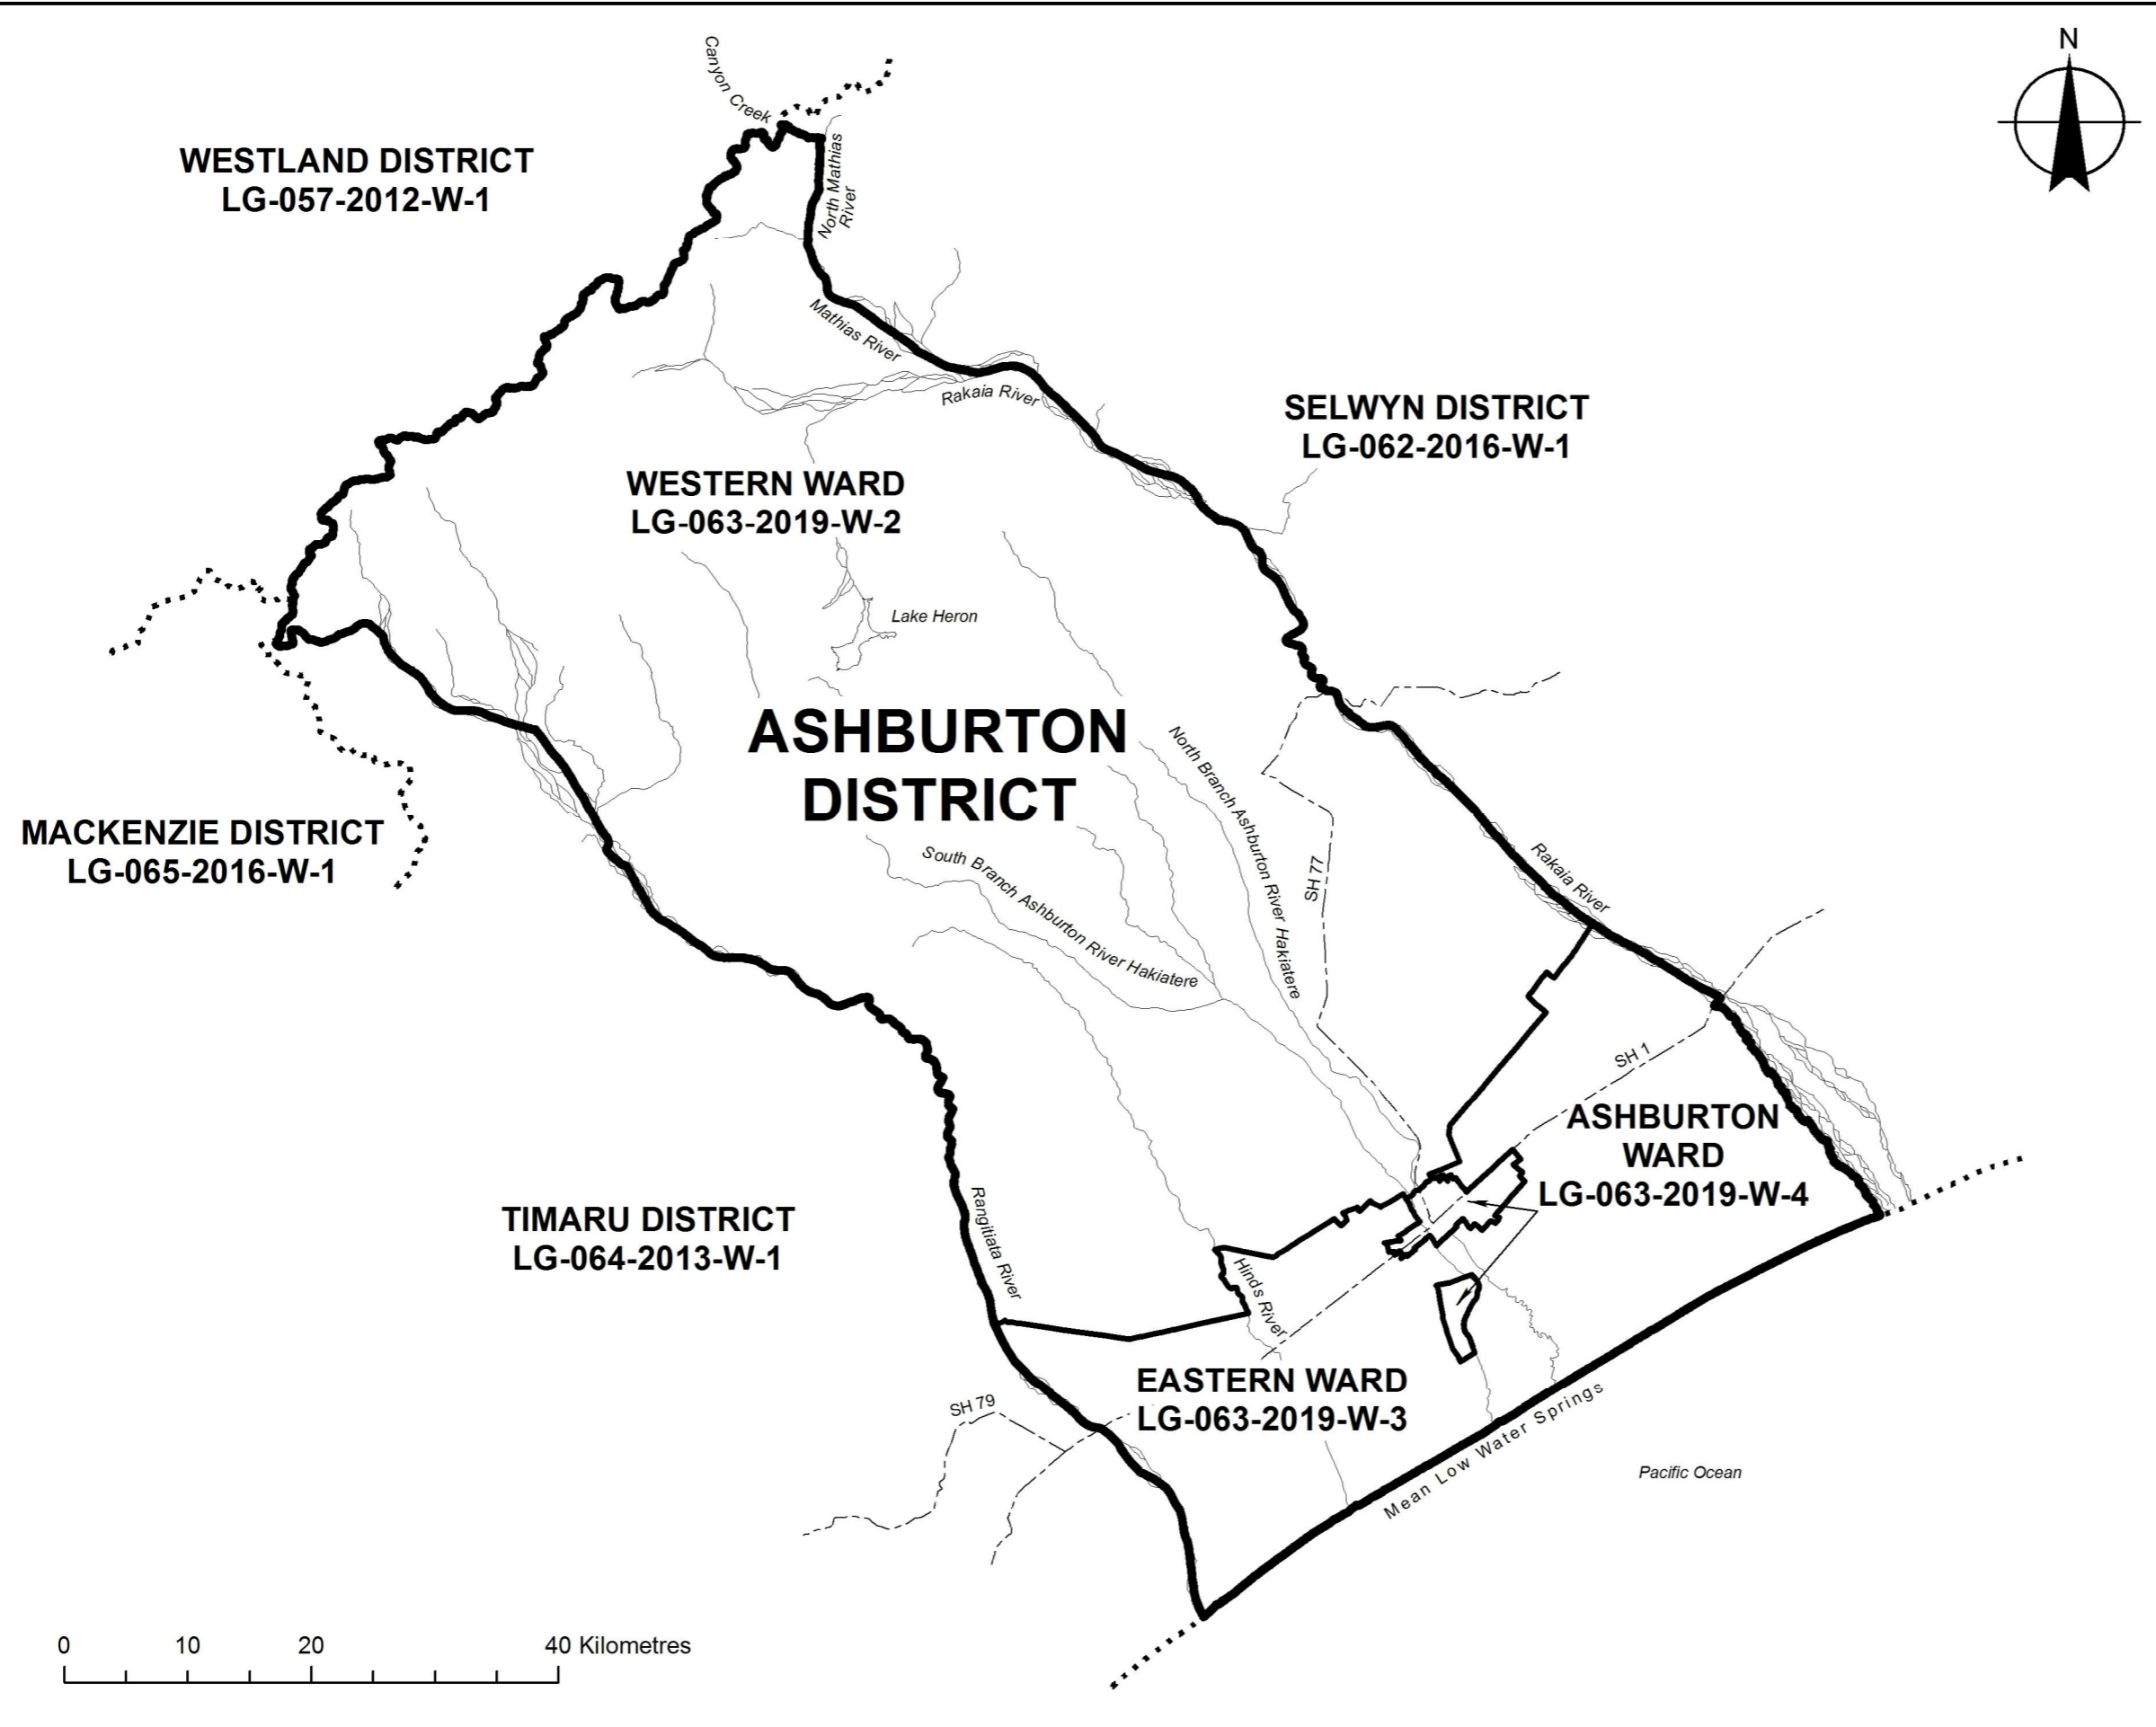 N
Canyon Creek
WESTLAND DISTRICT
LG-057-2012-W-1
North Mathias
River
Mathias River
Rakaia River
SELWYN DISTRICT
LG-062-2016-W-1
WESTERN WARD
LG-063-2019-W-2
Lake Heron
ASHBURTON
DISTRICT
North Branch Ashburton River Hakiatere
MACKENZIE DISTRICT
LG-065-2016-W-1
South Branch Ashburton River Hakiatere
SH 77
Rakaia River
SH 1
ASHBURTON
WARD
LG-063-2019-W-4
TIMARU DISTRICT
LG-064-2013-W-1
Rangitiata River
Hinds River
EASTERN WARD
LG-063-2019-W-3
SH 79
Mean Low Water Springs
Pacific Ocean
0 10 20 40 Kilometres